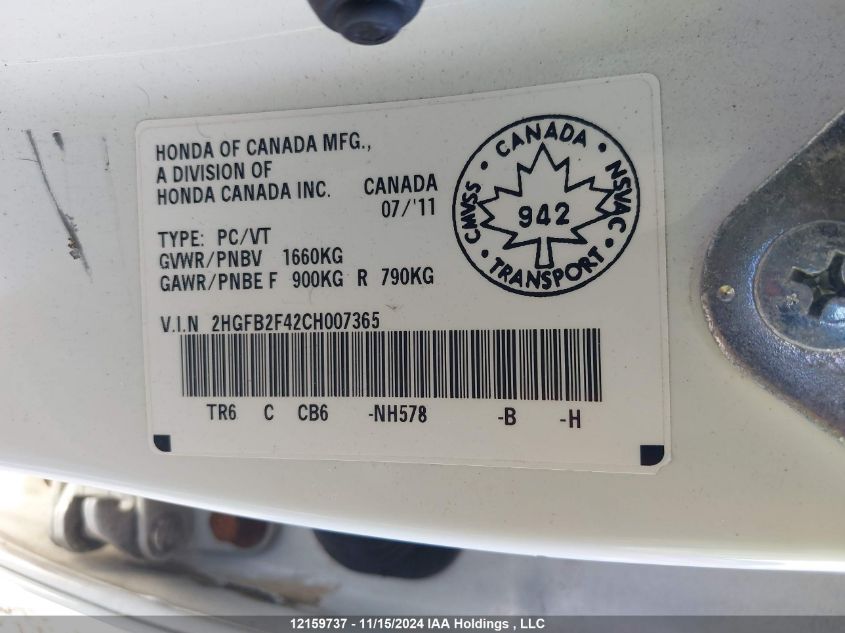 HONDA OF CANADA MFG.,
A DIVISION OF
HONDA CANADA INC. CANADA
07/'11
TYPE: PC/VT
GVWR/PNBV 1660KG
GAWR/PNBE F 900KG R 790KG
V.I.N 2HGFB2F42CH007365
TR6 C CB6 -NH578 -B -H
CMVSS · CANADA · NSVAC · TRANSPORT ·
942
12159737 - 11/15/2024 IAA Holdings , LLC